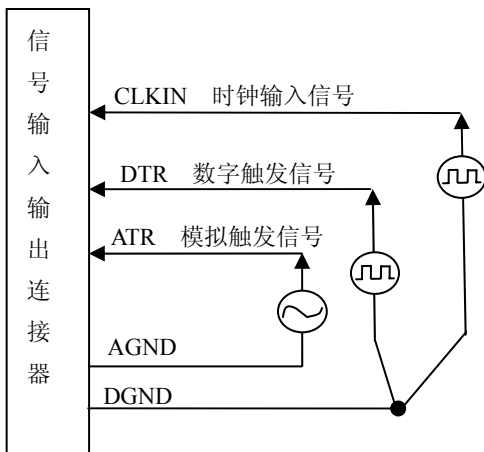 信号输入输出连接器
CLKIN 时钟输入信号
DTR 数字触发信号
ATR 模拟触发信号
AGND
DGND